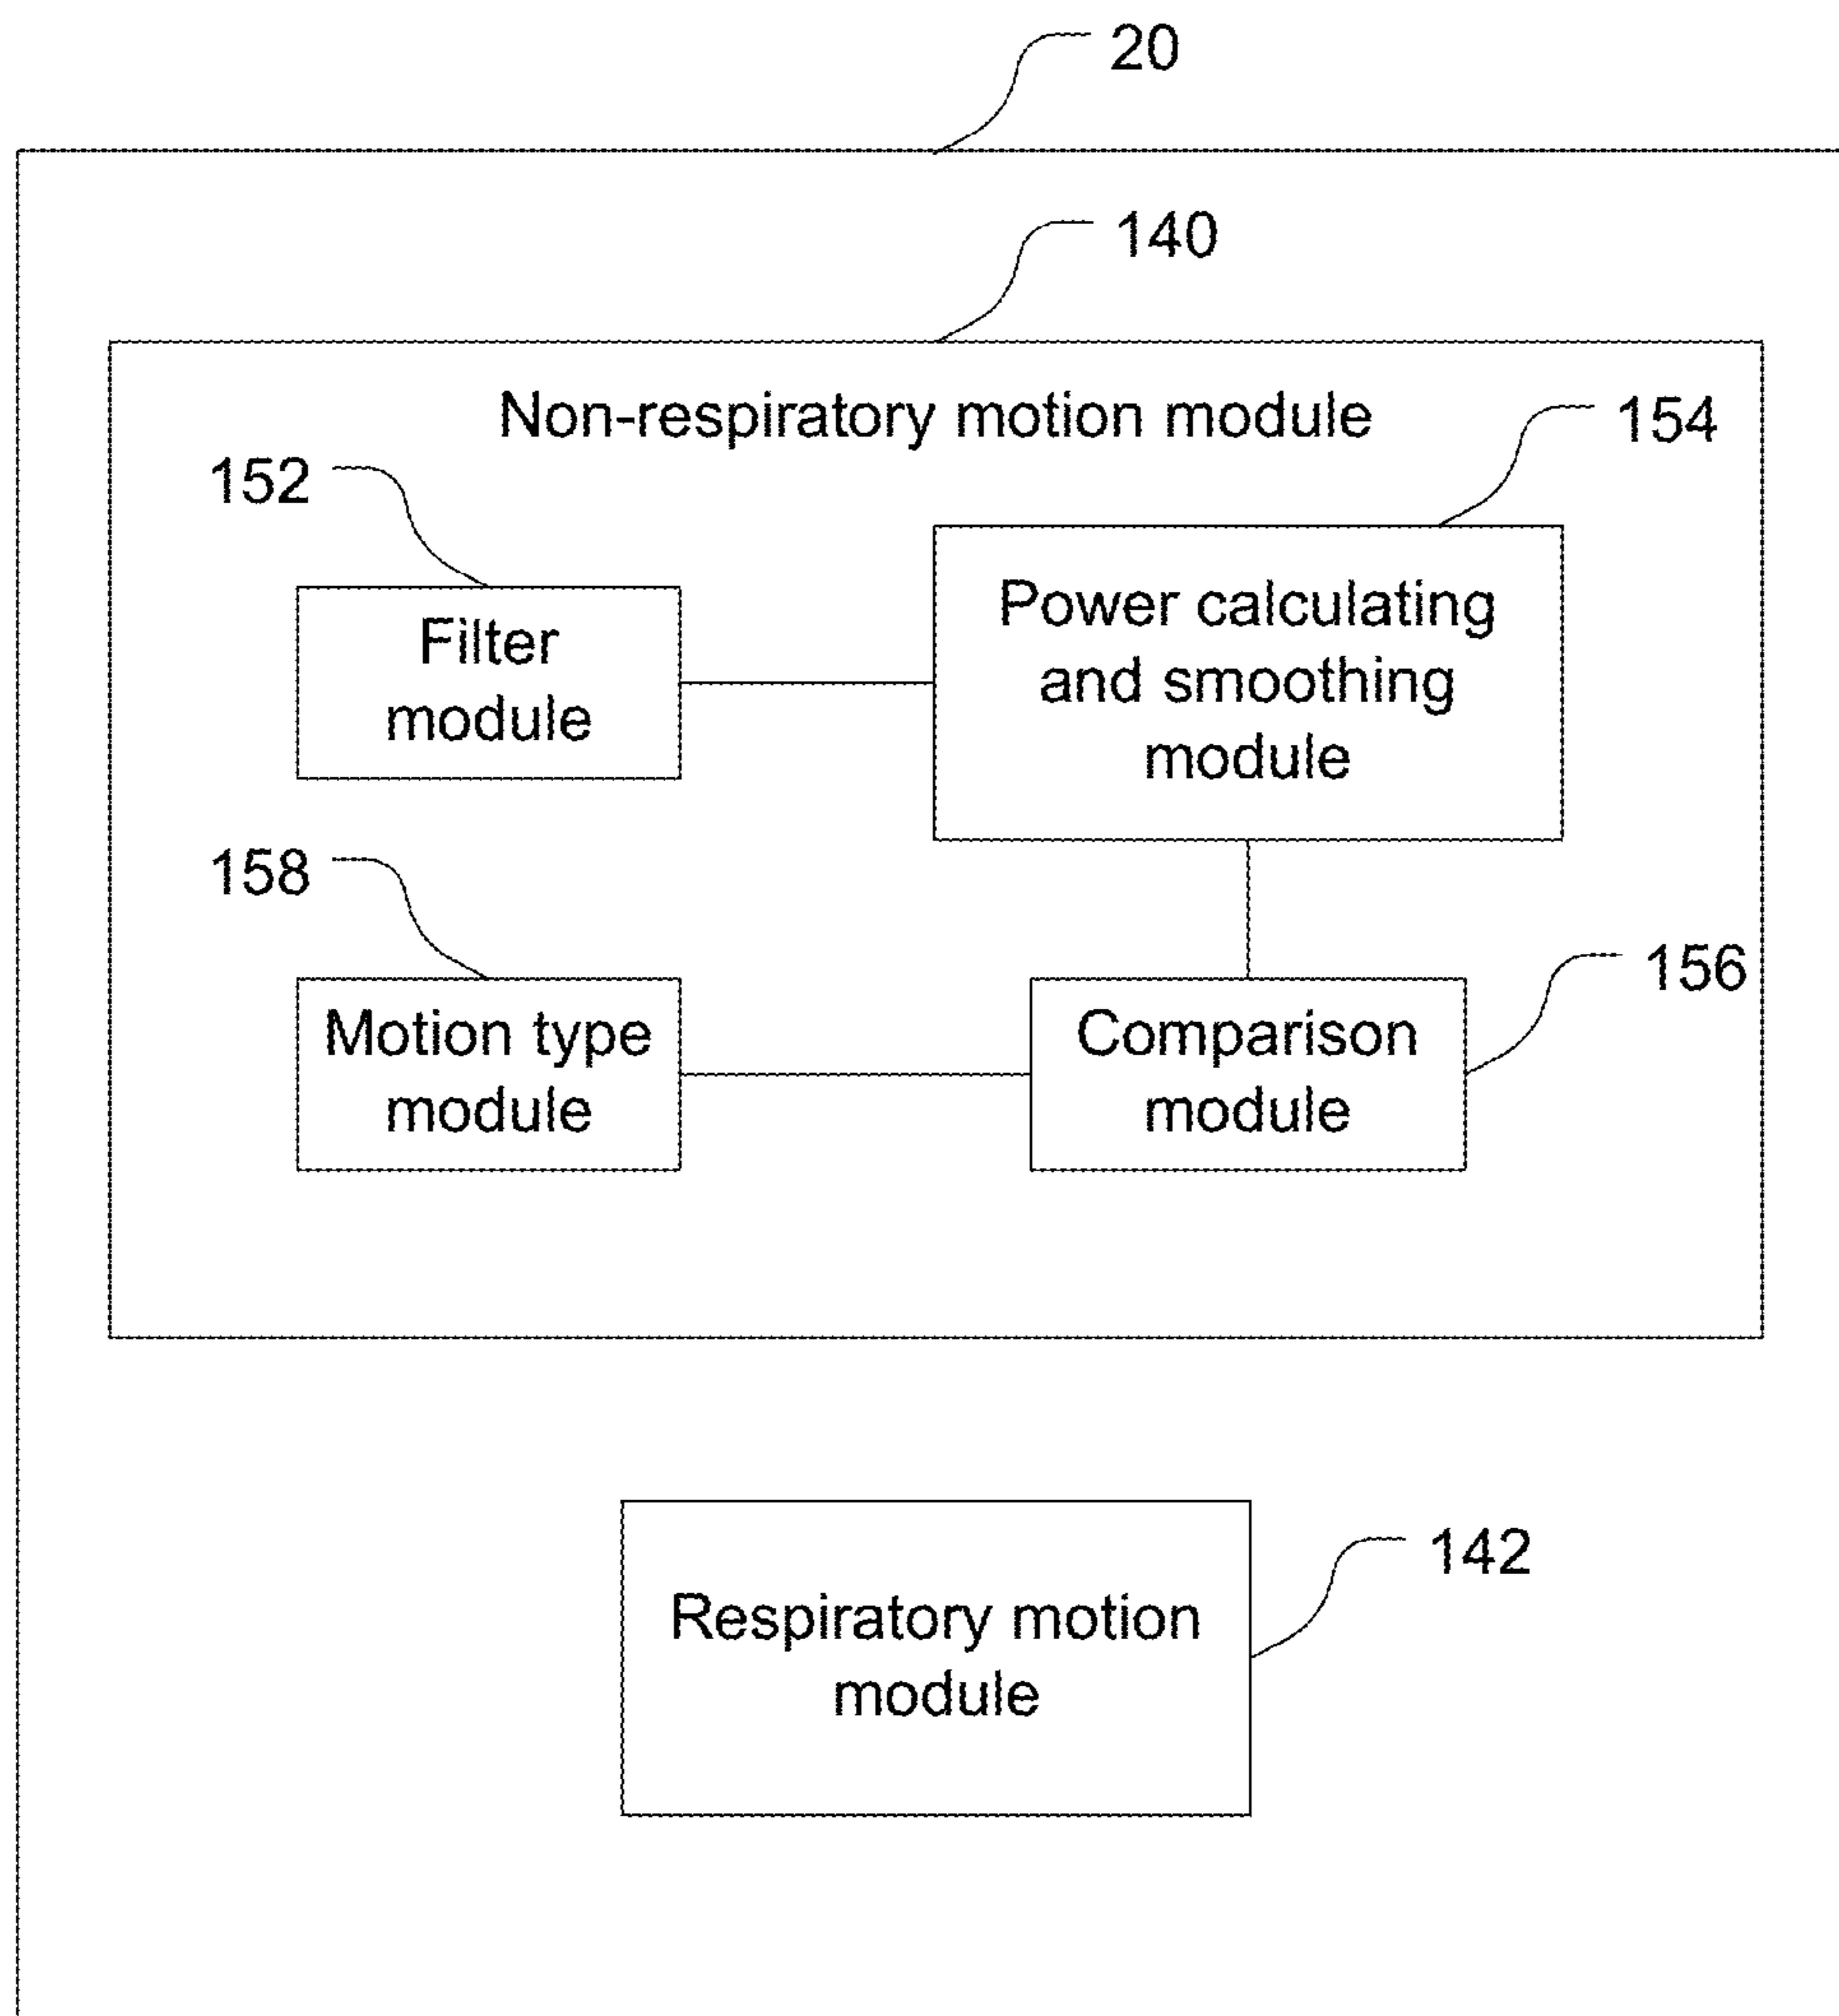 20
140
Non-respiratory motion module
154
152
Power calculating
and smoothing
module
Filter
module
158
156
Motion type
module
Comparison
module
142
Respiratory motion
module